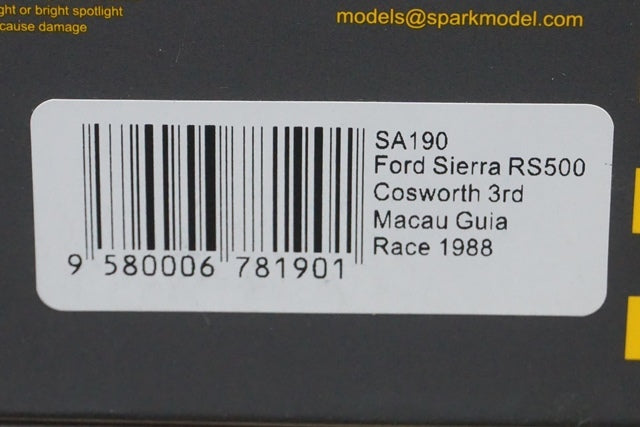 ght or bright spotlight
cause damage
models@sparkmodel.com
SA190
Ford Sierra RS500
Cosworth 3rd
Macau Guia
Race 1988
9 580006 781901